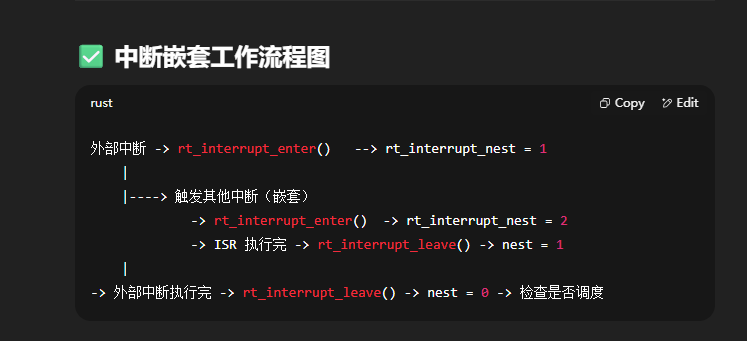 ✅ 中断嵌套工作流程图
rust Copy Edit
外部中断 -> rt_interrupt_enter()   --> rt_interrupt_nest = 1
    |
    |----> 触发其他中断（嵌套）
            -> rt_interrupt_enter()  -> rt_interrupt_nest = 2
            -> ISR 执行完 -> rt_interrupt_leave() -> nest = 1
    |
-> 外部中断执行完 -> rt_interrupt_leave() -> nest = 0 -> 检查是否调度